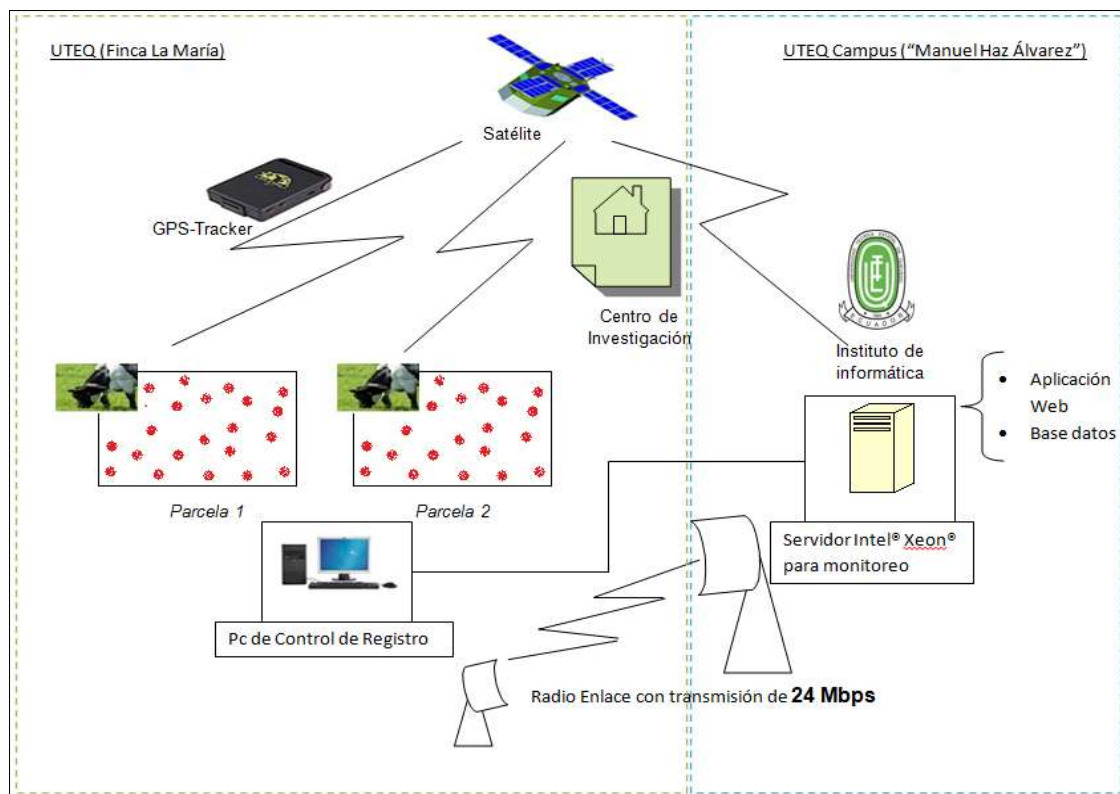 UTEQ (Finca La María)
UTEQ Campus (“Manuel Haz Álvarez”)
Satélite
GPS-Tracker
Centro de
Investigación
ECUADOR
Instituto de
informática
• Aplicación
Web
• Base datos
Parcela 1
Parcela 2
Servidor Intel® Xeon®
para monitoreo
Pc de Control de Registro
Radio Enlace con transmisión de 24 Mbps